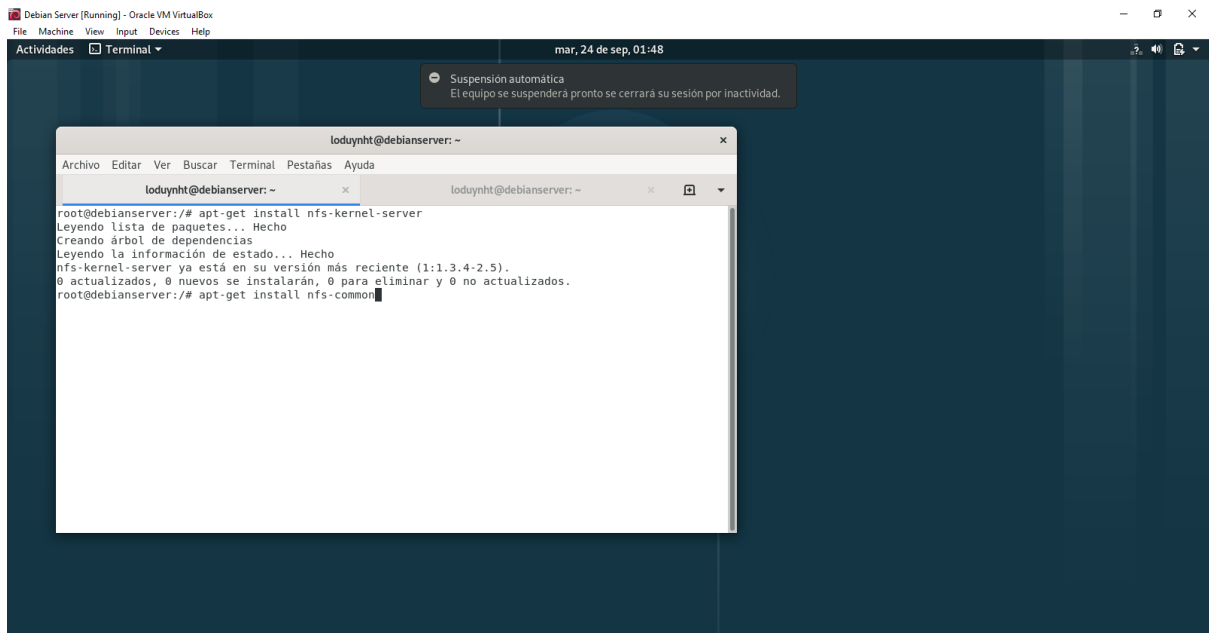 Debian Server [Running] - Oracle VM VirtualBox
File Machine View Input Devices Help
Actividades Terminal mar, 24 de sep, 01:48
Suspensión automática
El equipo se suspenderá pronto se cerrará su sesión por inactividad.
loduynht@debianserver: ~
Archivo Editar Ver Buscar Terminal Pestañas Ayuda
loduynht@debianserver: ~ loduynht@debianserver: ~
root@debianserver:/# apt-get install nfs-kernel-server
Leyendo lista de paquetes... Hecho
Creando árbol de dependencias
Leyendo la información de estado... Hecho
nfs-kernel-server ya está en su versión más reciente (1:1.3.4-2.5).
0 actualizados, 0 nuevos se instalarán, 0 para eliminar y 0 no actualizados.
root@debianserver:/# apt-get install nfs-common